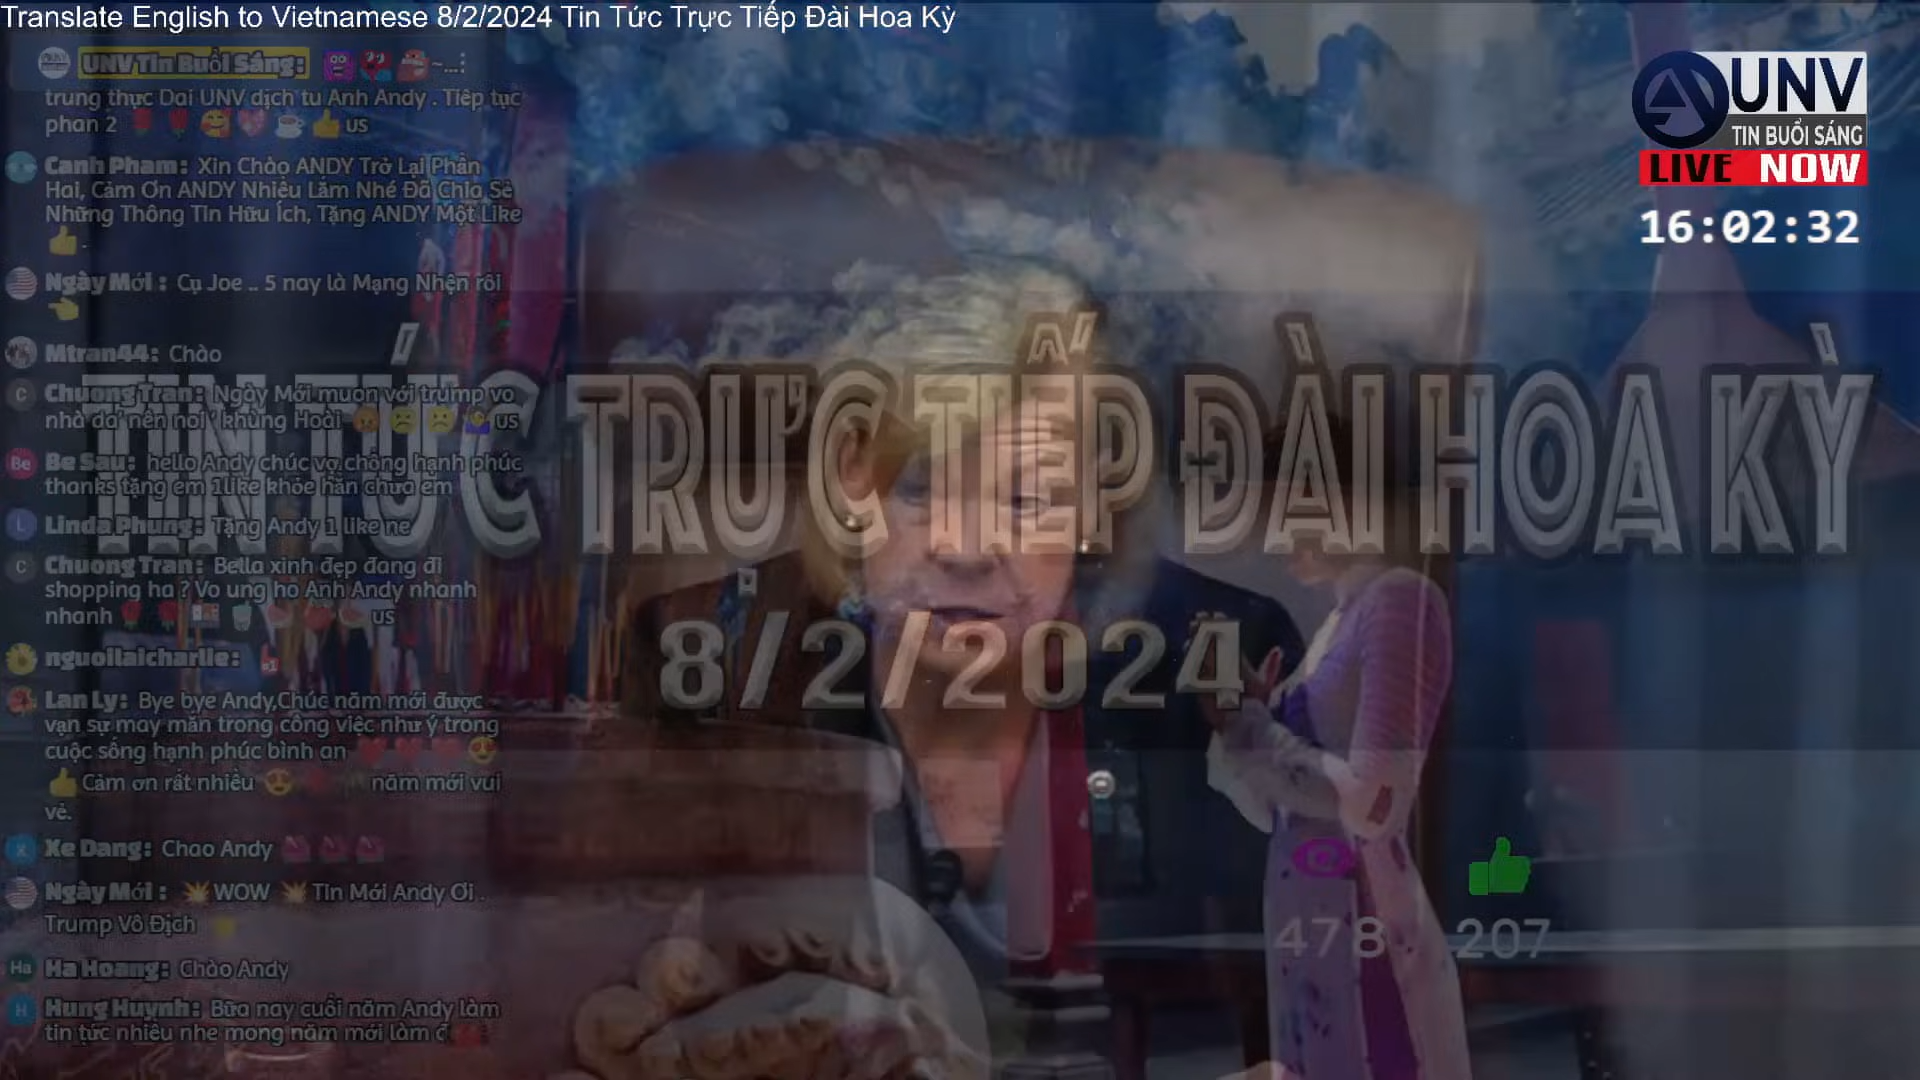 Translate English to Vietnamese 8/2/2024 Tin Tức Trực Tiếp Đài Hoa Kỳ
UNV Tin Buổi Sáng: ~...:
trung thực Dai UNV dịch tu Anh Andy . Tiếp tục
phan 2 us
Canh Pham: Xin Chào ANDY Trở Lại Phần
Hai, Cảm Ơn ANDY Nhiều Lắm Nhé Đã Chia Sẻ
Những Thông Tin Hữu Ích, Tặng ANDY Một Like
.
Ngày Mới : Cụ Joe .. 5 nay là Mạng Nhện rồi
Mtran44: Chào
Chuong Tran: Ngày Mới muon với trump vo
nhà da' nên nói ' khùng Hoài us
Be Sau: hello Andy chúc vợ chồng hạnh phúc
thanks tặng em 1like khỏe hẳn chưa em
Linda Phung: Tặng Andy 1 like ne
Chuong Tran: Bella xinh đẹp đang đi
shopping ha ? Vo ung ho Anh Andy nhanh
nhanh us
nguoilaicharlie:
Lan Ly: Bye bye Andy,Chúc năm mới được
vạn sự may mắn trong công việc như ý trong
cuộc sống hạnh phúc bình an
Cảm ơn rất nhiều năm mới vui
vẻ.
Xe Dang: Chao Andy
Ngày Mới : WOW Tin Mới Andy Ơi .
Trump Vô Địch
Ha Hoang: Chào Andy
Hung Huynh: Bữa nay cuối năm Andy làm
tin tức nhiều nhe mong năm mới làm
TIN TỨC TRỰC TIẾP ĐÀI HOA KỲ
8/2/2024
UNV
TIN BUỔI SÁNG
LIVE NOW
16:02:32
478 207